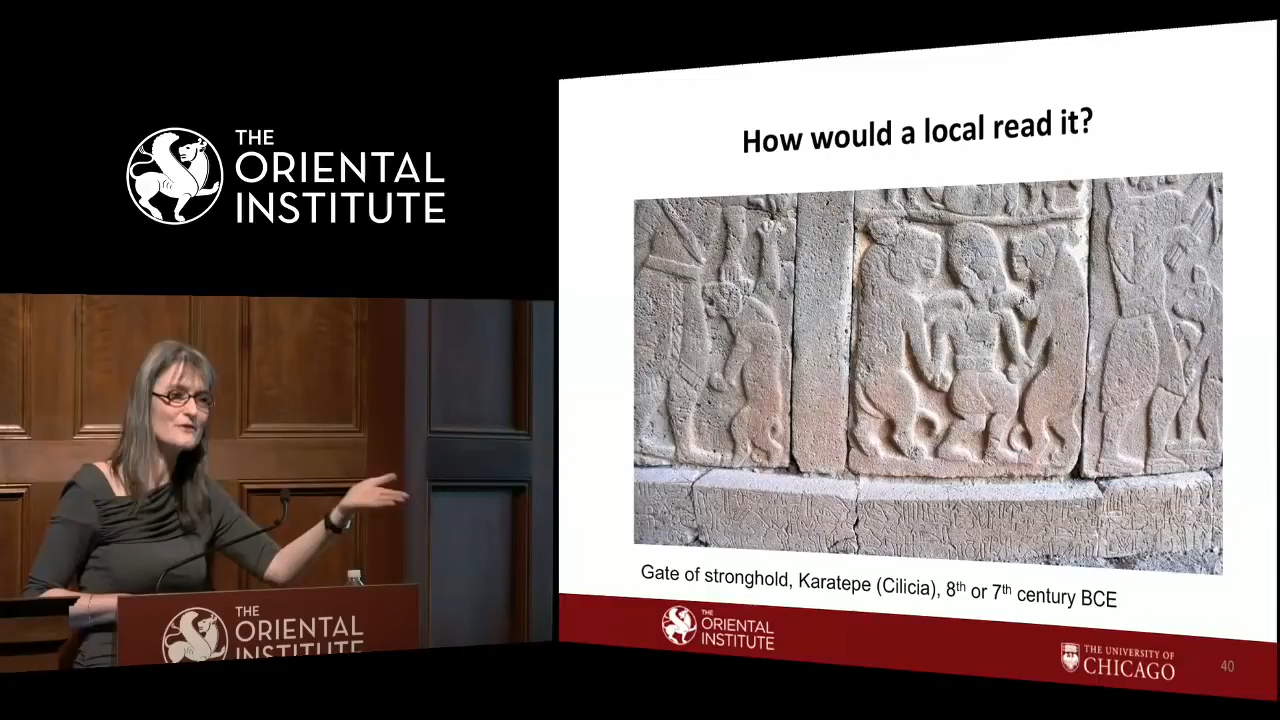 THE
ORIENTAL
INSTITUTE
How would a local read it?
Gate of stronghold, Karatepe (Cilicia), 8th or 7th century BCE
THE
ORIENTAL
INSTITUTE
THE UNIVERSITY OF
CHICAGO
40
THE
ORIENTAL
INSTITUTE